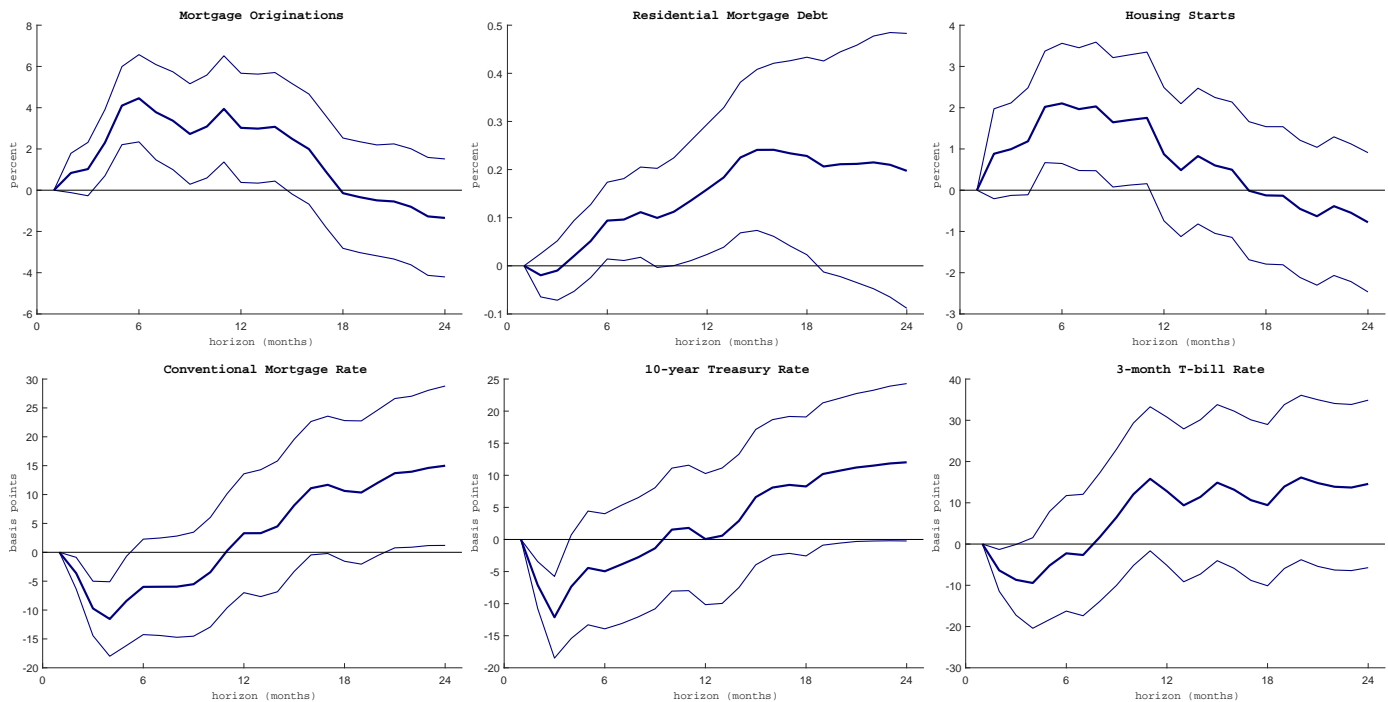 Mortgage Originations
8
6
4
2
0
-2
-4
-6
percent
0 6 12 18 24
horizon (months)
Residential Mortgage Debt
0.5
0.4
0.3
0.2
0.1
0
-0.1
percent
0 6 12 18 24
horizon (months)
Housing Starts
4
3
2
1
0
-1
-2
-3
percent
0 6 12 18 24
horizon (months)
Conventional Mortgage Rate
30
25
20
15
10
5
0
-5
-10
-15
-20
basis points
0 6 12 18 24
horizon (months)
10-year Treasury Rate
25
20
15
10
5
0
-5
-10
-15
-20
basis points
0 6 12 18 24
horizon (months)
3-month T-bill Rate
40
30
20
10
0
-10
-20
-30
basis points
0 6 12 18 24
horizon (months)